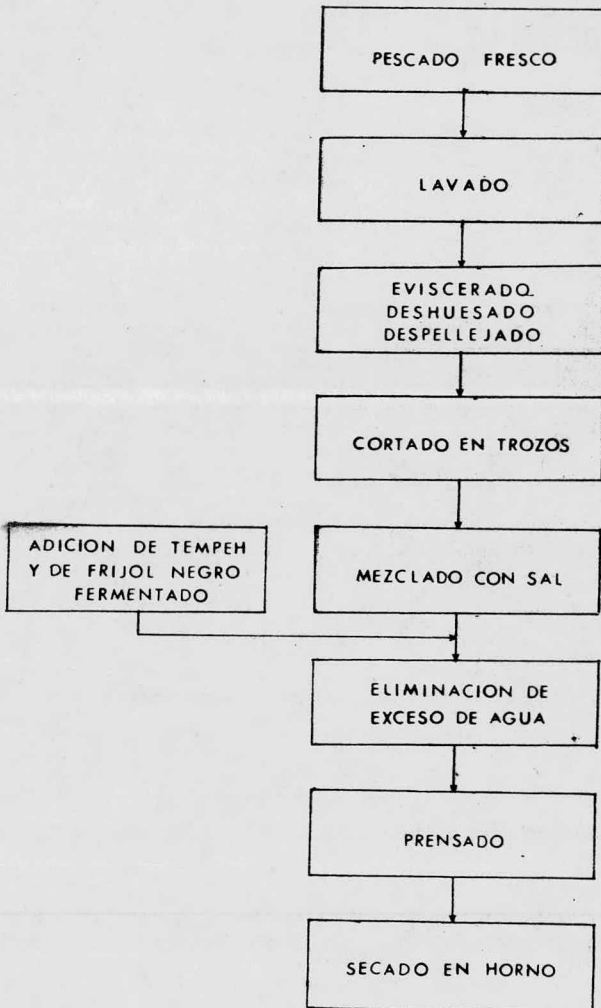 PESCADO FRESCO
LAVADO
EVISCERADO
DESHUESADO
DESPELLEJADO
CORTADO EN TROZOS
ADICION DE TEMPEH
Y DE FRIJOL NEGRO
FERMENTADO
MEZCLADO CON SAL
ELIMINACION DE
EXCESO DE AGUA
PRENSADO
SECADO EN HORNO